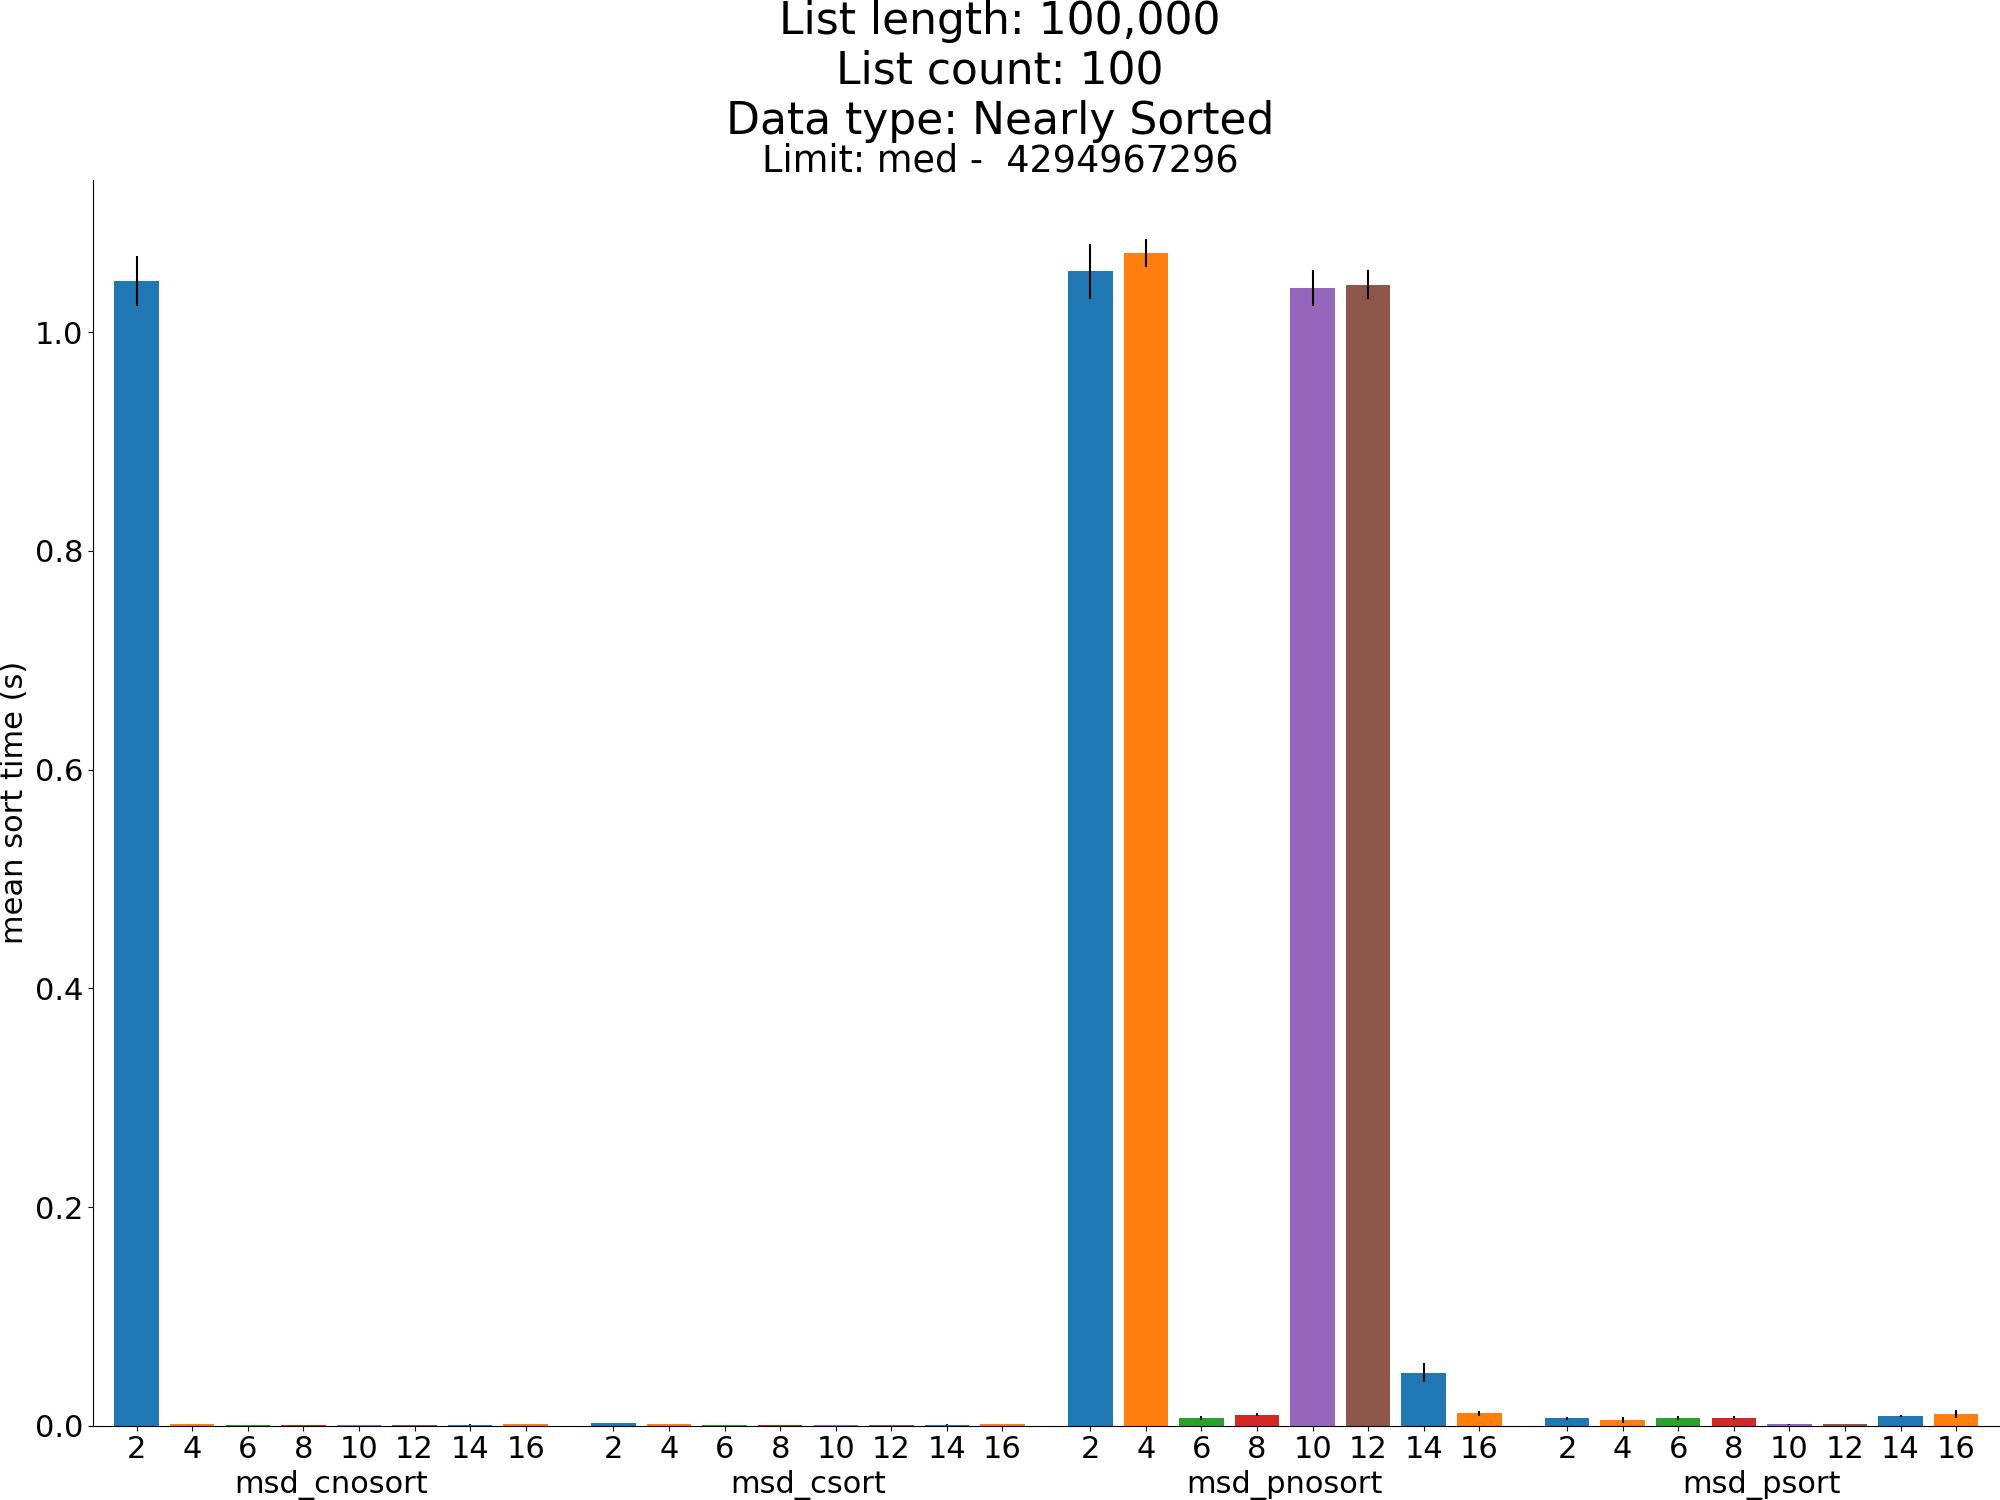 List length: 100,000
List count: 100
Data type: Nearly Sorted
Limit: med -  4294967296
mean sort time (s)
1.0
0.8
0.6
0.4
0.2
0.0
2 4 6 8 10 12 14 16 2 4 6 8 10 12 14 16 2 4 6 8 10 12 14 16 2 4 6 8 10 12 14 16
msd_cnosort msd_csort msd_pnosort msd_psort